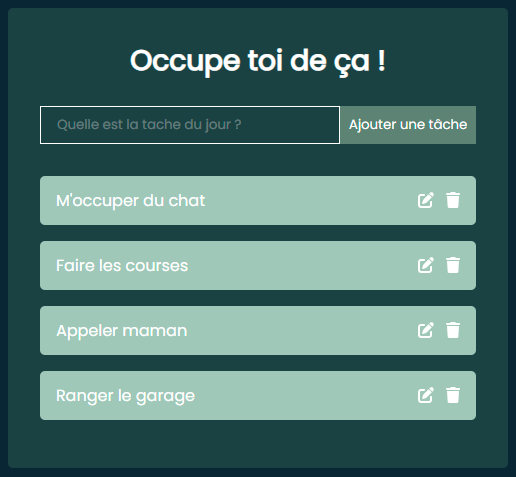 Occupe toi de ça !
Quelle est la tache du jour ?
Ajouter une tâche
M'occuper du chat
Faire les courses
Appeler maman
Ranger le garage